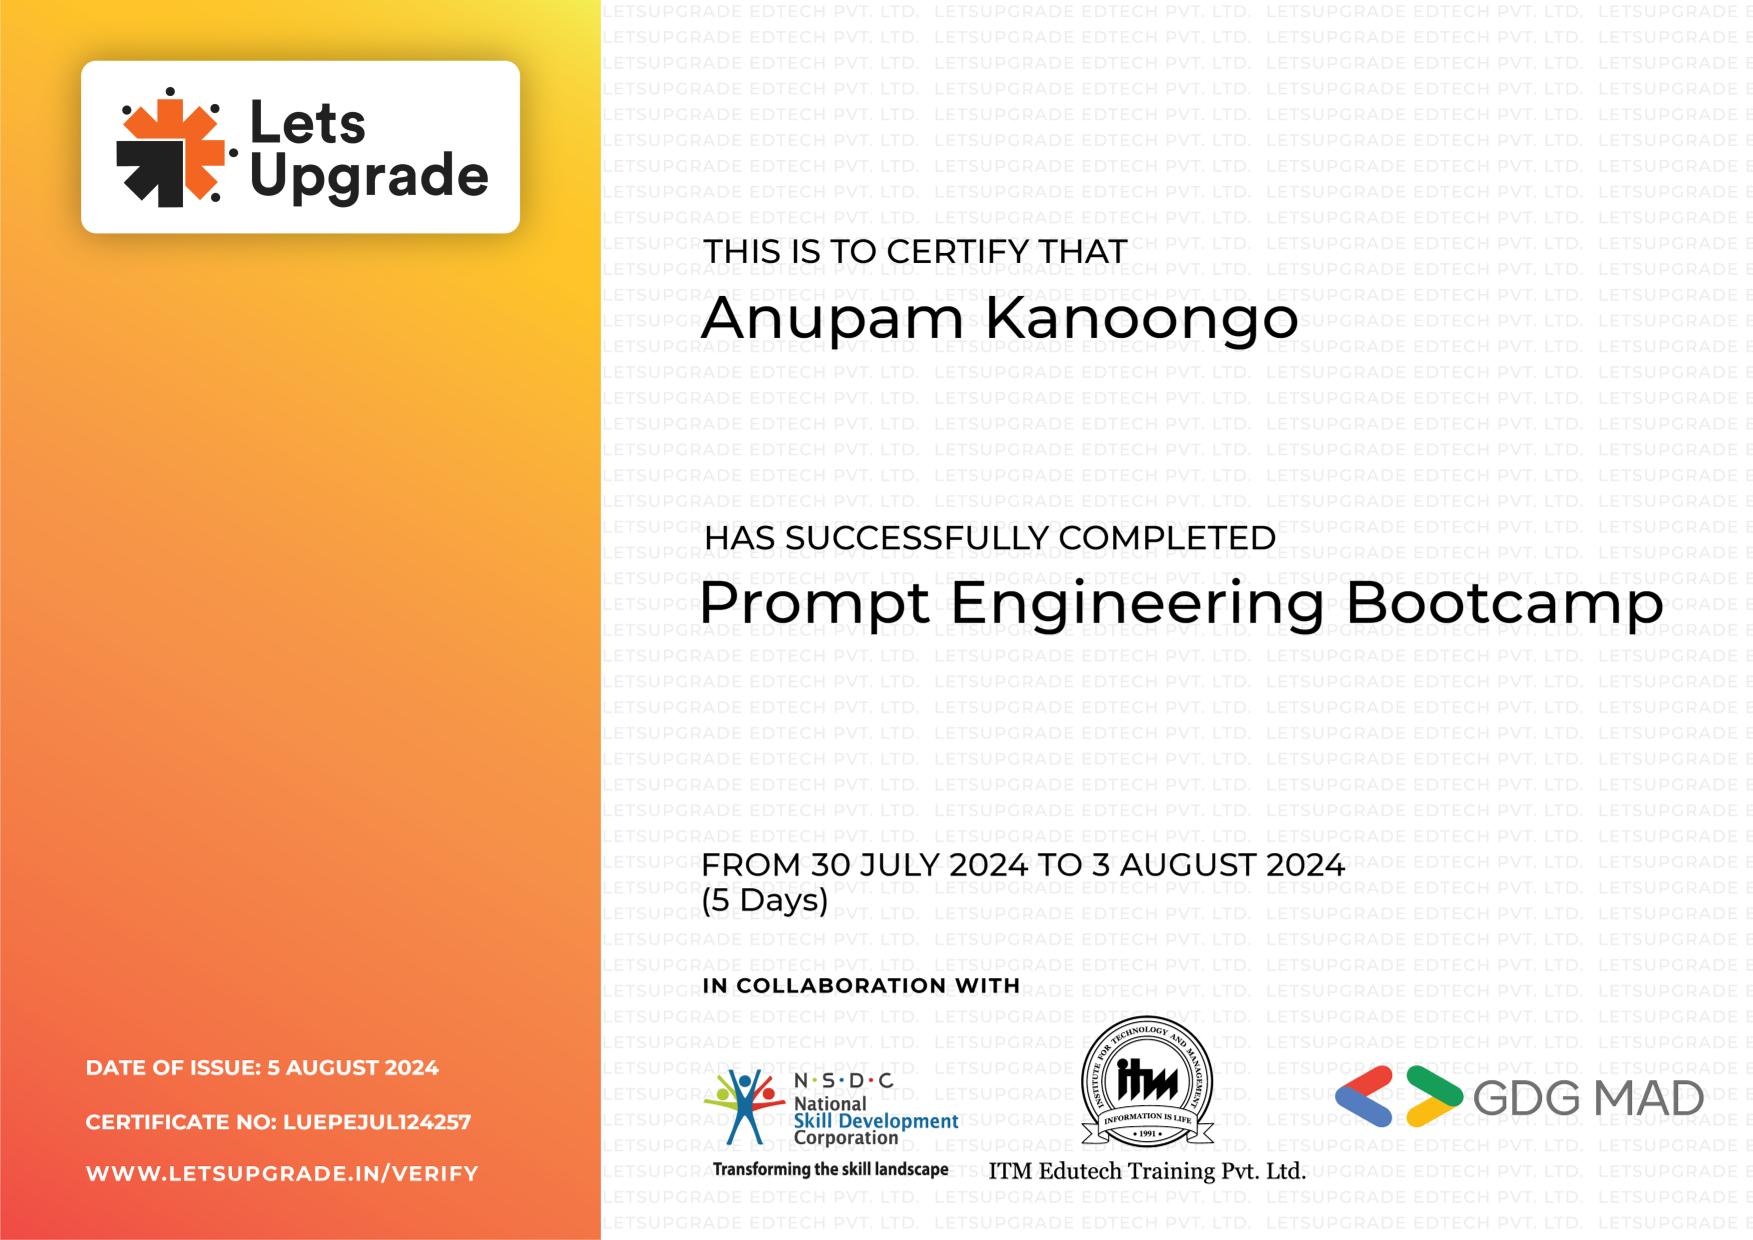 Lets
Upgrade
THIS IS TO CERTIFY THAT
Anupam Kanoongo
HAS SUCCESSFULLY COMPLETED
Prompt Engineering Bootcamp
FROM 30 JULY 2024 TO 3 AUGUST 2024
(5 Days)
IN COLLABORATION WITH
N·S·D·C
National
Skill Development
Corporation
Transforming the skill landscape
INSTITUTE FOR TECHNOLOGY AND MANAGEMENT
itm
INFORMATION IS LIFE
• 1991 •
ITM Edutech Training Pvt. Ltd.
GDG MAD
DATE OF ISSUE: 5 AUGUST 2024
CERTIFICATE NO: LUEPEJUL124257
WWW.LETSUPGRADE.IN/VERIFY
LETSUPGRADE EDTECH PVT. LTD.